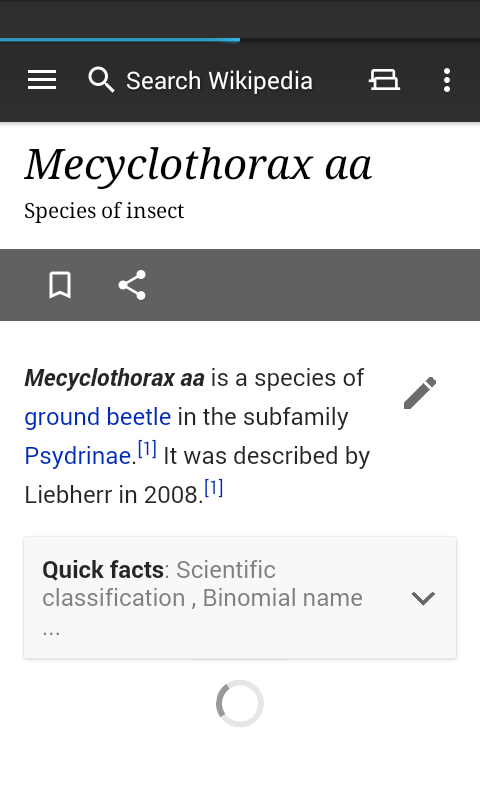 Search Wikipedia
Mecyclothorax aa
Species of insect
Mecyclothorax aa is a species of
ground beetle in the subfamily
Psydrinae.[1] It was described by
Liebherr in 2008.[1]
Quick facts: Scientific
classification , Binomial name
...